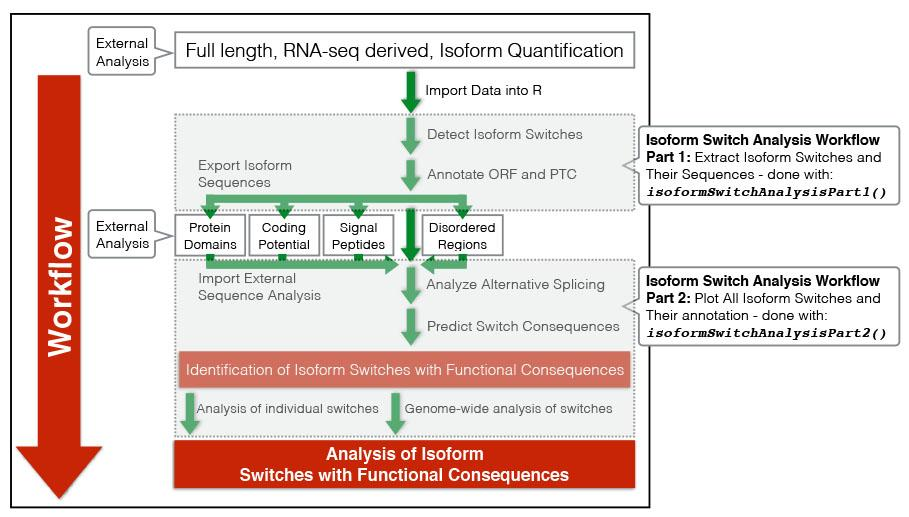 External
Analysis
Full length, RNA-seq derived, Isoform Quantification
Import Data into R
Detect Isoform Switches
Annotate ORF and PTC
Export Isoform
Sequences
Isoform Switch Analysis Workflow
Part 1: Extract Isoform Switches and
Their Sequences - done with:
isoformSwitchAnalysisPart1()
External
Analysis
Protein
Domains
Coding
Potential
Signal
Peptides
Disordered
Regions
Import External
Sequence Analysis
Analyze Alternative Splicing
Predict Switch Consequences
Isoform Switch Analysis Workflow
Part 2: Plot All Isoform Switches and
Their annotation - done with:
isoformSwitchAnalysisPart2()
Identification of Isoform Switches with Functional Consequences
Analysis of individual switches
Genome-wide analysis of switches
Analysis of Isoform
Switches with Functional Consequences
Workflow